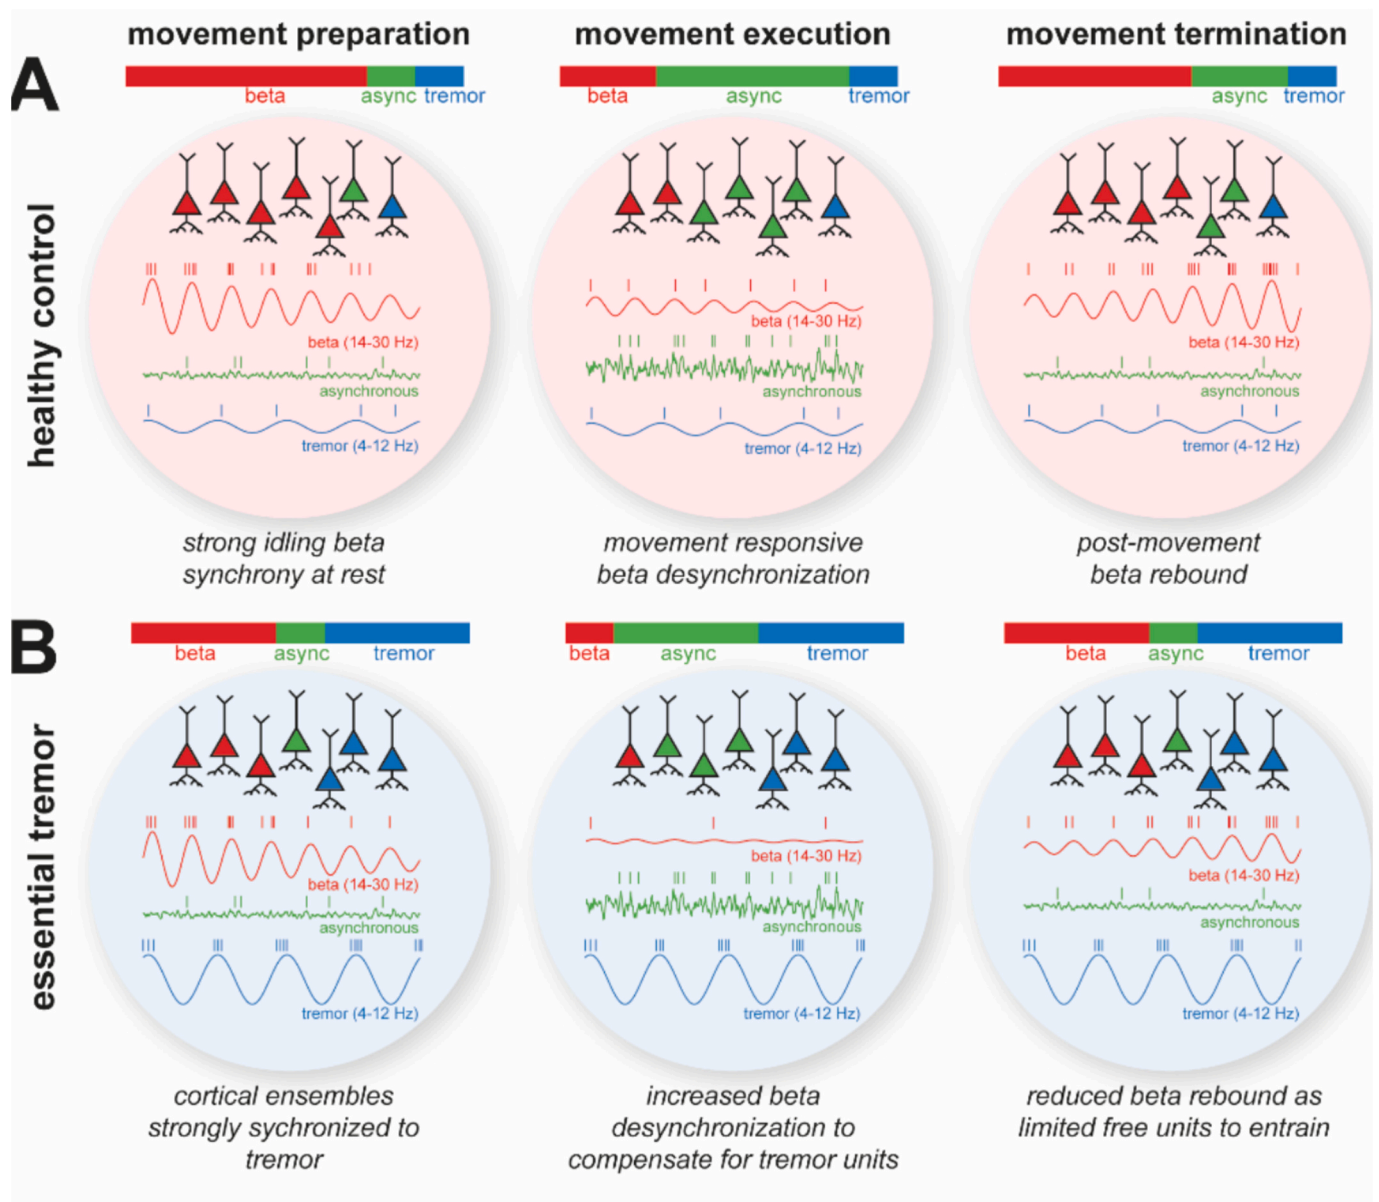 movement preparation
movement execution
movement termination
A
beta
async
tremor
beta
async
tremor
async
tremor
healthy control
beta (14-30 Hz)
asynchronous
tremor (4-12 Hz)
beta (14-30 Hz)
asynchronous
tremor (4-12 Hz)
beta (14-30 Hz)
asynchronous
tremor (4-12 Hz)
strong idling beta
synchrony at rest
movement responsive
beta desynchronization
post-movement
beta rebound
B
beta
async
tremor
beta
async
tremor
beta
async
tremor
essential tremor
beta (14-30 Hz)
asynchronous
tremor (4-12 Hz)
beta (14-30 Hz)
asynchronous
tremor (4-12 Hz)
beta (14-30 Hz)
asynchronous
tremor (4-12 Hz)
cortical ensembles
strongly sychronized to
tremor
increased beta
desynchronization to
compensate for tremor units
reduced beta rebound as
limited free units to entrain